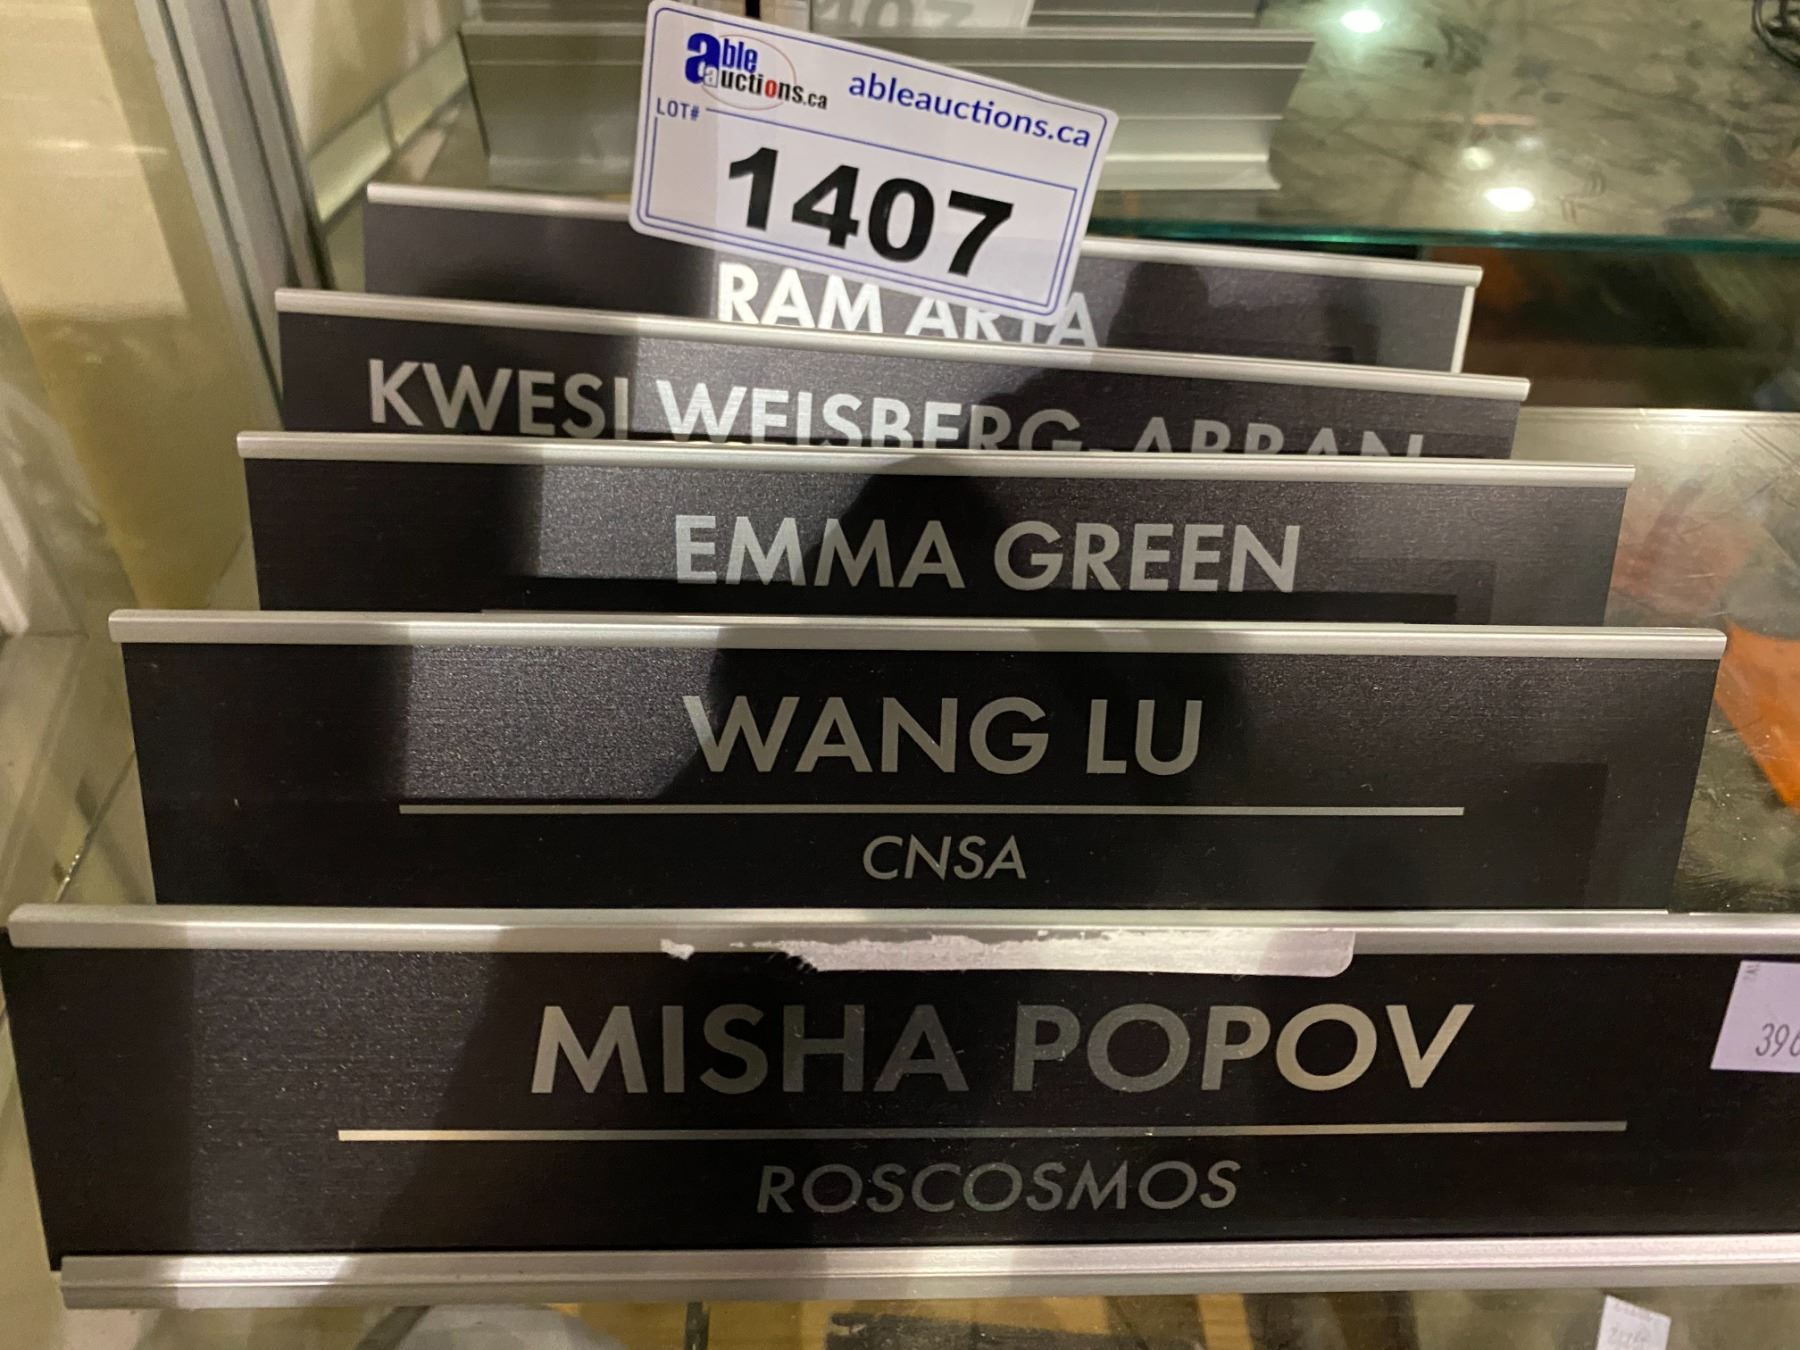 able auctions.ca
ableauctions.ca
LOT#
1407
RAM ARYA
KWESI WEISBERG-ABBAN
EMMA GREEN
WANG LU
CNSA
MISHA POPOV
ROSCOSMOS